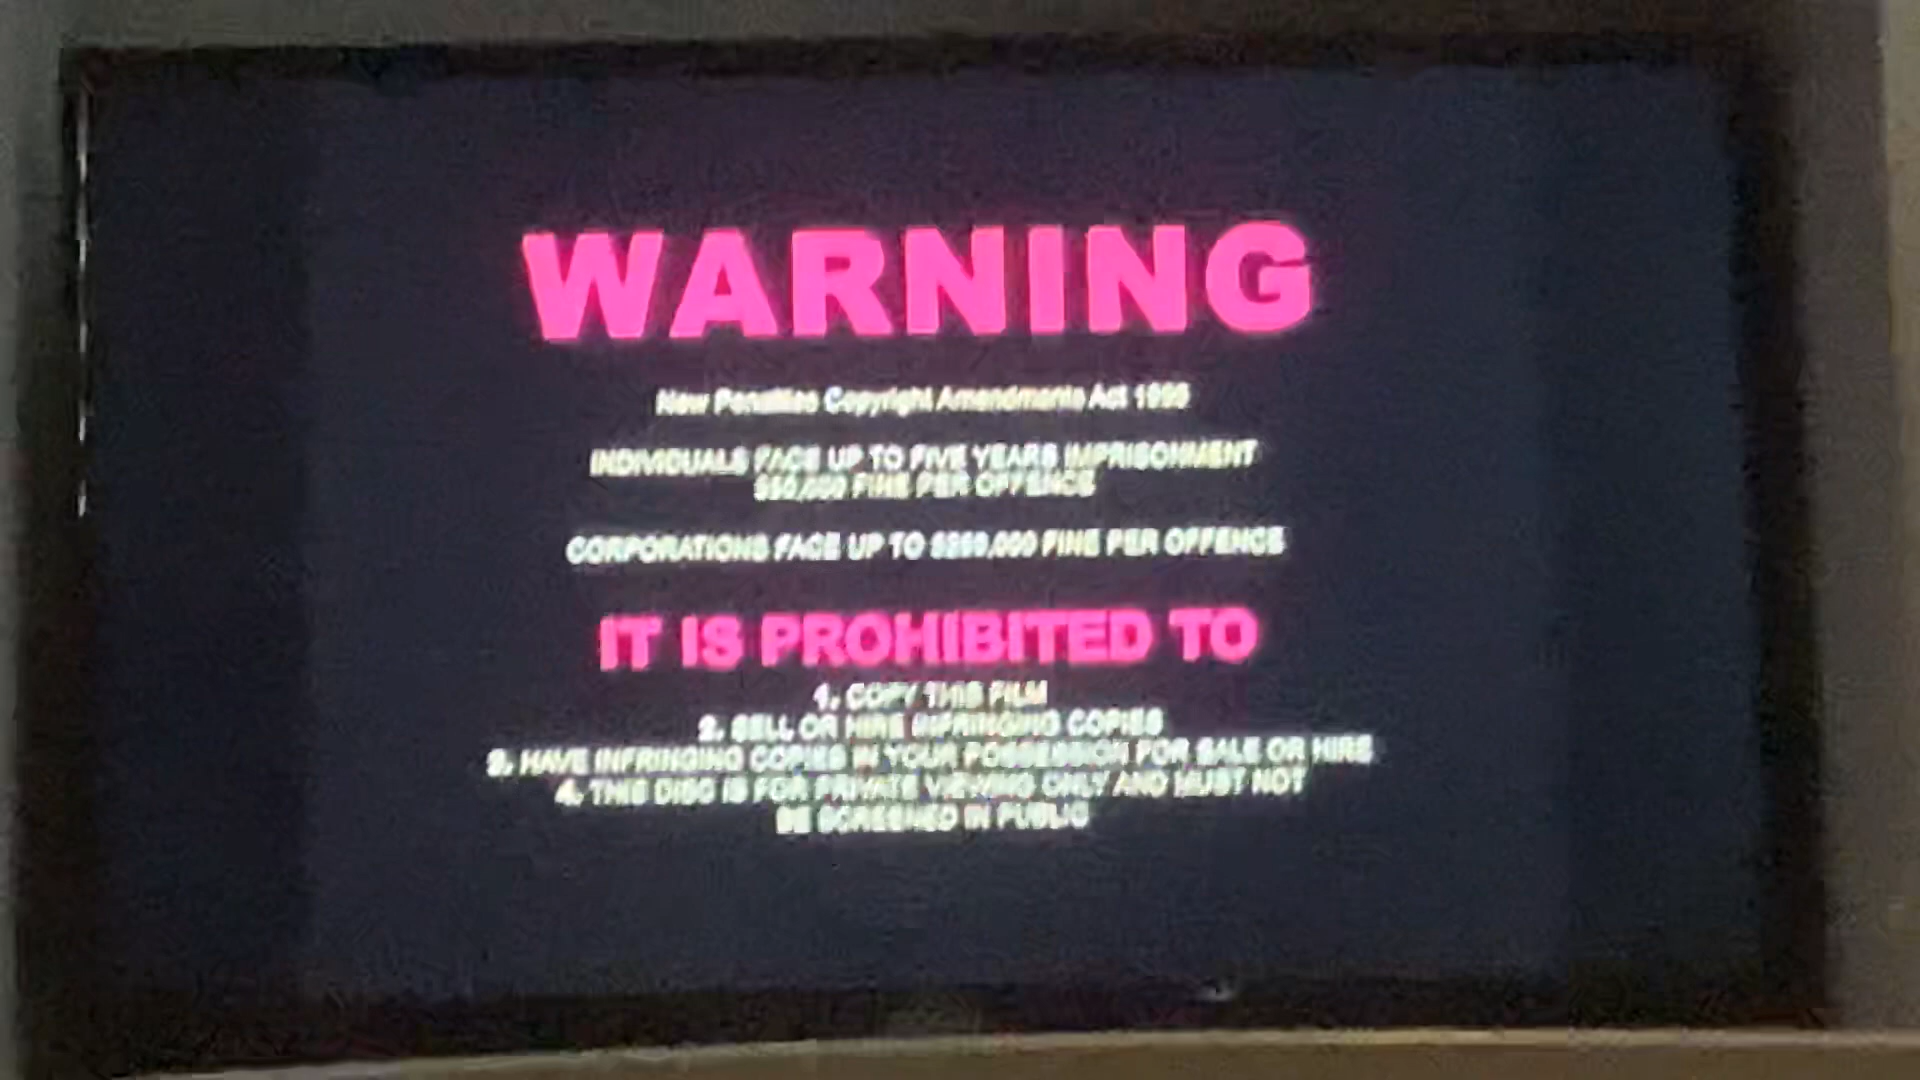 WARNING
New Penalties Copyright Amendments Act
INDIVIDUALS FACE UP TO FIVE YEARS IMPRISONMENT
FINE PER OFFENCE
CORPORATIONS FACE UP TO FINE PER OFFENCE
IT IS PROHIBITED TO
1. COPY THIS FILM
2. SELL OR HIRE INFRINGING COPIES
3. HAVE INFRINGING COPIES IN YOUR POSSESSION FOR SALE OR HIRE
4. THIS DISC IS FOR PRIVATE VIEWING ONLY AND MUST NOT
BE SCREENED IN PUBLIC